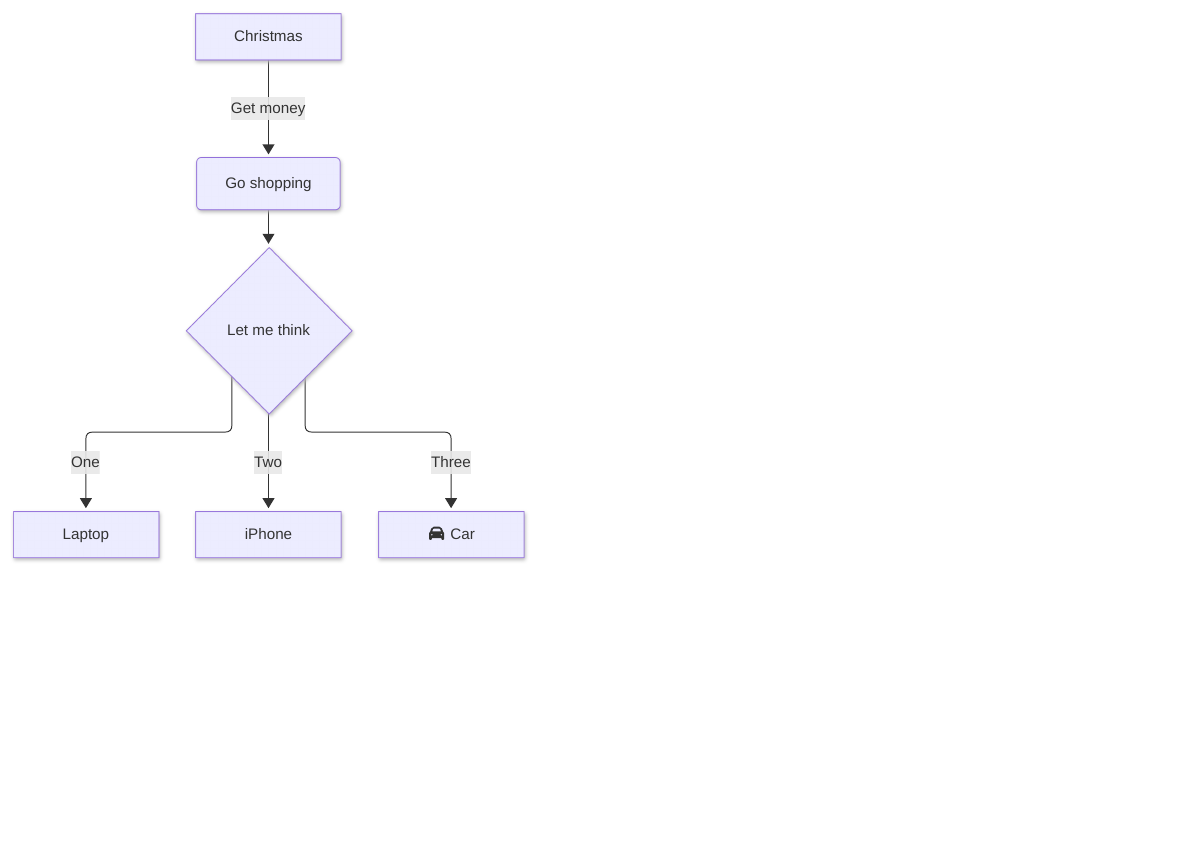 Christmas
Get money
Go shopping
Let me think
One
Two
Three
Laptop
iPhone
Car